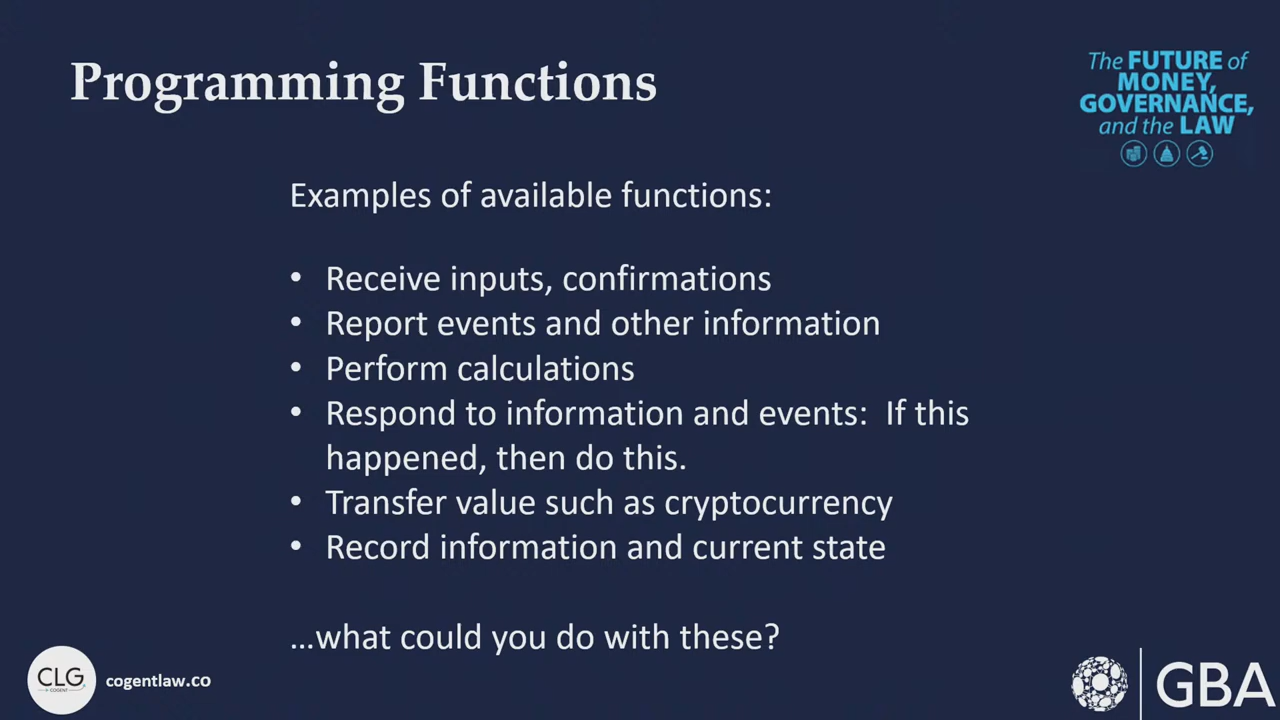 Programming Functions
The FUTURE of
MONEY,
GOVERNANCE,
and the LAW
Examples of available functions:
• Receive inputs, confirmations
• Report events and other information
• Perform calculations
• Respond to information and events:  If this
happened, then do this.
• Transfer value such as cryptocurrency
• Record information and current state
...what could you do with these?
CLG
COGENT
cogentlaw.co
GBA